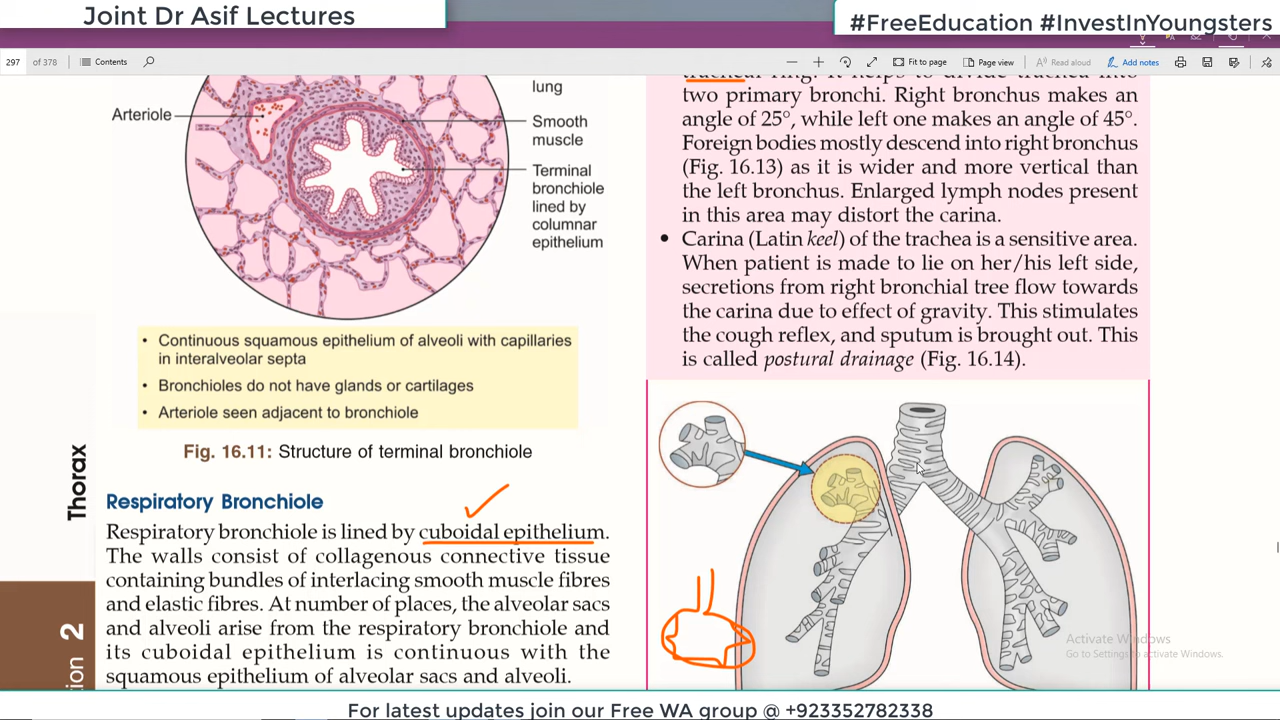 Joint Dr Asif Lectures
#FreeEducation #InvestInYoungsters
297 of 378
Contents
Fit to page
Page view
Read aloud
Add notes
lung
Arteriole
Smooth
muscle
Terminal
bronchiole
lined by
columnar
epithelium
• Continuous squamous epithelium of alveoli with capillaries
in interalveolar septa
• Bronchioles do not have glands or cartilages
• Arteriole seen adjacent to bronchiole
Fig. 16.11: Structure of terminal bronchiole
Respiratory Bronchiole
Respiratory bronchiole is lined by cuboidal epithelium.
The walls consist of collagenous connective tissue
containing bundles of interlacing smooth muscle fibres
and elastic fibres. At number of places, the alveolar sacs
and alveoli arise from the respiratory bronchiole and
its cuboidal epithelium is continuous with the
squamous epithelium of alveolar sacs and alveoli.
Thorax
tion 2
tracheal ring. It helps to divide trachea into
two primary bronchi. Right bronchus makes an
angle of 25°, while left one makes an angle of 45°.
Foreign bodies mostly descend into right bronchus
(Fig. 16.13) as it is wider and more vertical than
the left bronchus. Enlarged lymph nodes present
in this area may distort the carina.
• Carina (Latin keel) of the trachea is a sensitive area.
When patient is made to lie on her/his left side,
secretions from right bronchial tree flow towards
the carina due to effect of gravity. This stimulates
the cough reflex, and sputum is brought out. This
is called postural drainage (Fig. 16.14).
Activate Windows
Go to Settings to activate Windows.
For latest updates join our Free WA group @ +923352782338